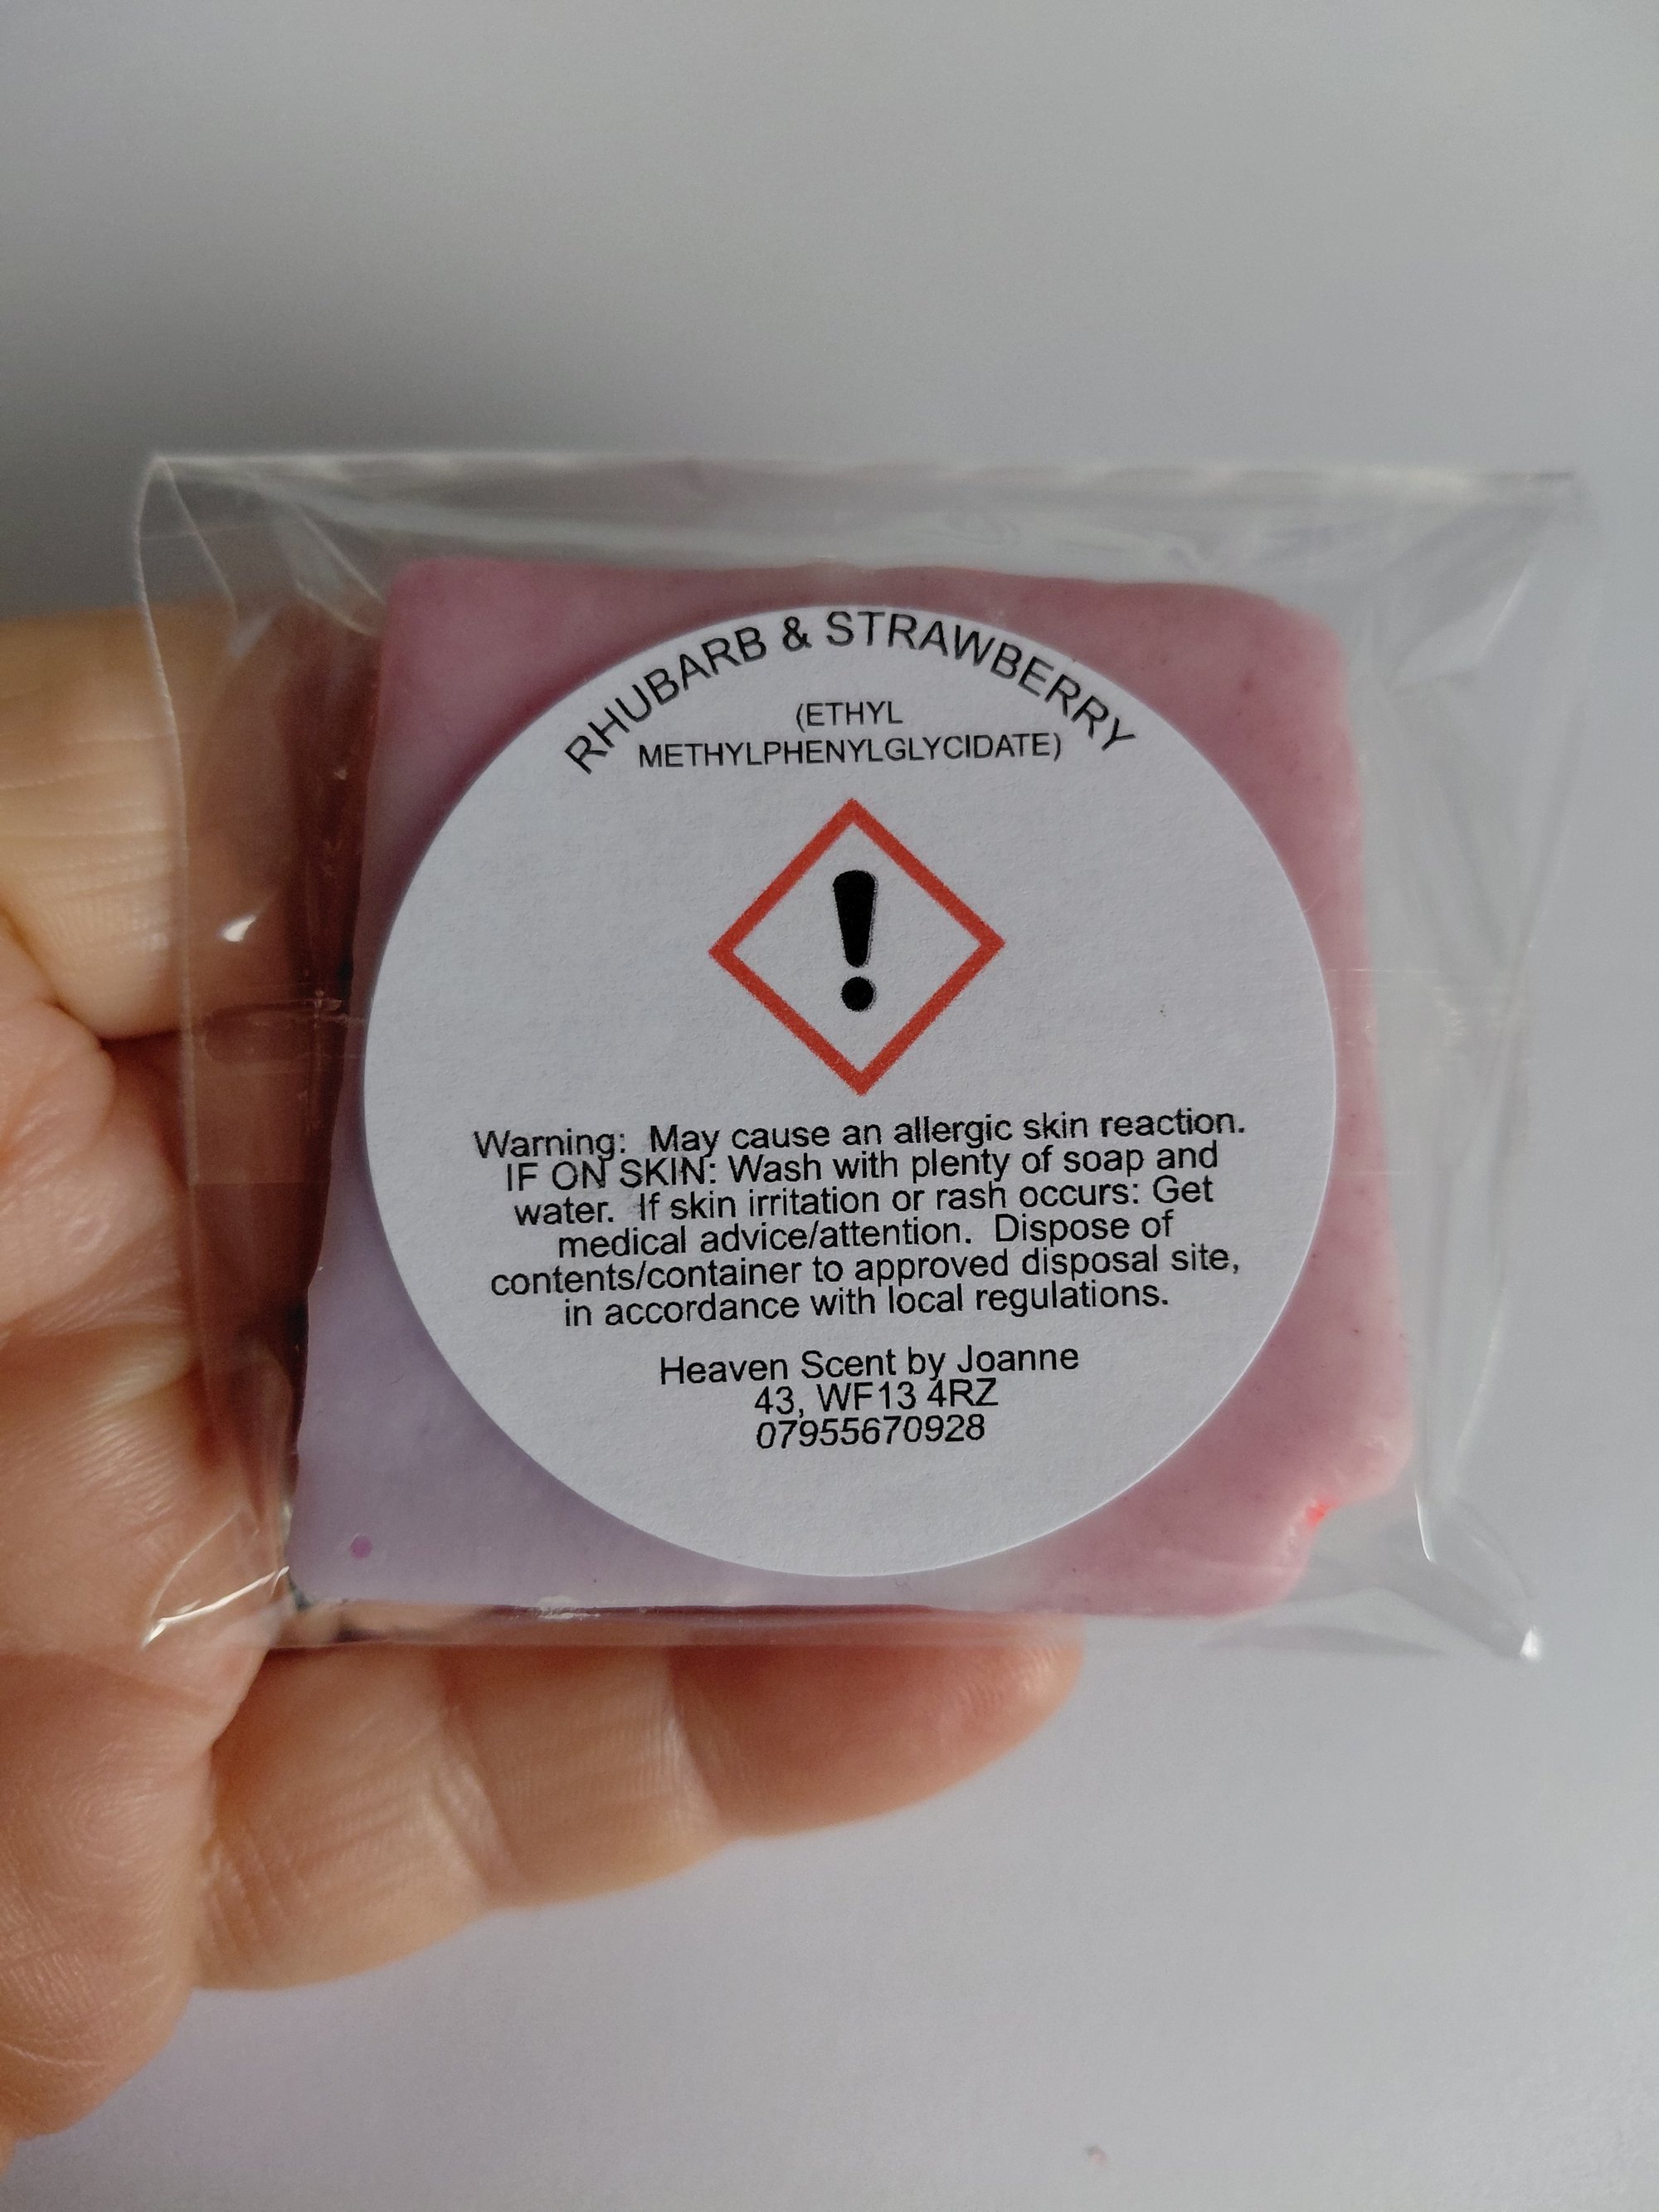 RHUBARB & STRAWBERRY
(ETHYL
METHYLPHENYLGLYCIDATE)
!
Warning: May cause an allergic skin reaction.
IF ON SKIN: Wash with plenty of soap and
water. If skin irritation or rash occurs: Get
medical advice/attention. Dispose of
contents/container to approved disposal site,
in accordance with local regulations.
Heaven Scent by Joanne
43, WF13 4RZ
07955670928